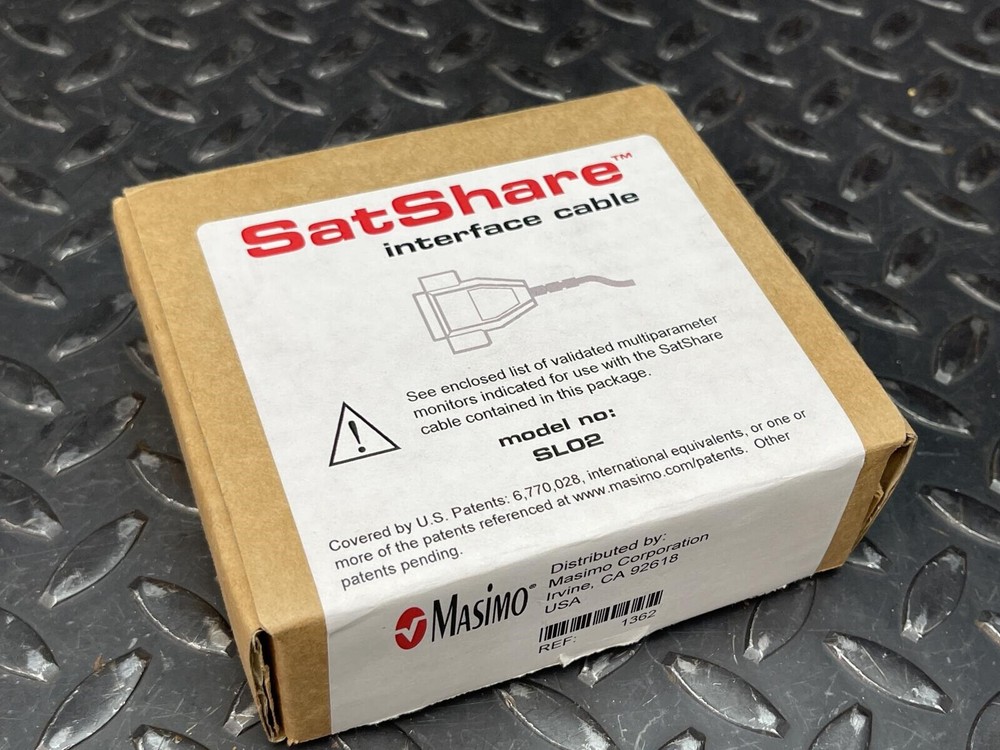 SatShare™
interface cable
See enclosed list of validated multiparameter
monitors indicated for use with the SatShare
cable contained in this package.
!
model no:
SL02
Covered by U.S. Patents: 6,770,028, international equivalents, or one or
more of the patents referenced at www.masimo.com/patents. Other
patents pending.
Masimo®
Distributed by:
Masimo Corporation
Irvine, CA 92618
USA
REF: 1362